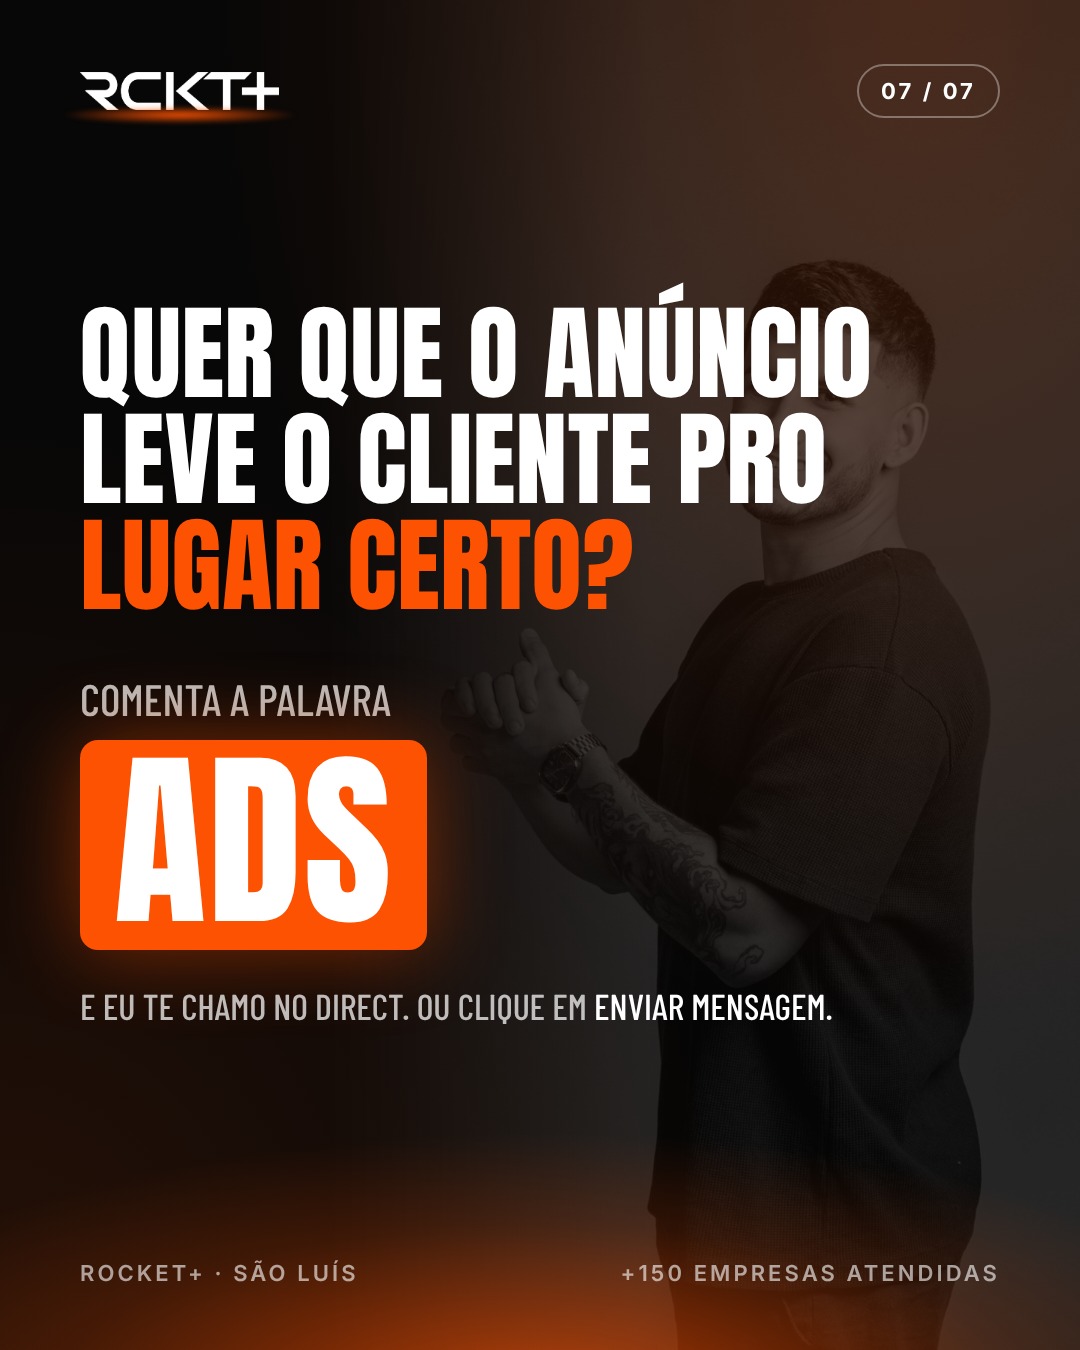 RCKT+
07 / 07
QUER QUE O ANÚNCIO
LEVE O CLIENTE PRO
LUGAR CERTO?
COMENTA A PALAVRA
ADS
E EU TE CHAMO NO DIRECT. OU CLIQUE EM ENVIAR MENSAGEM.
ROCKET+ · SÃO LUÍS
+150 EMPRESAS ATENDIDAS